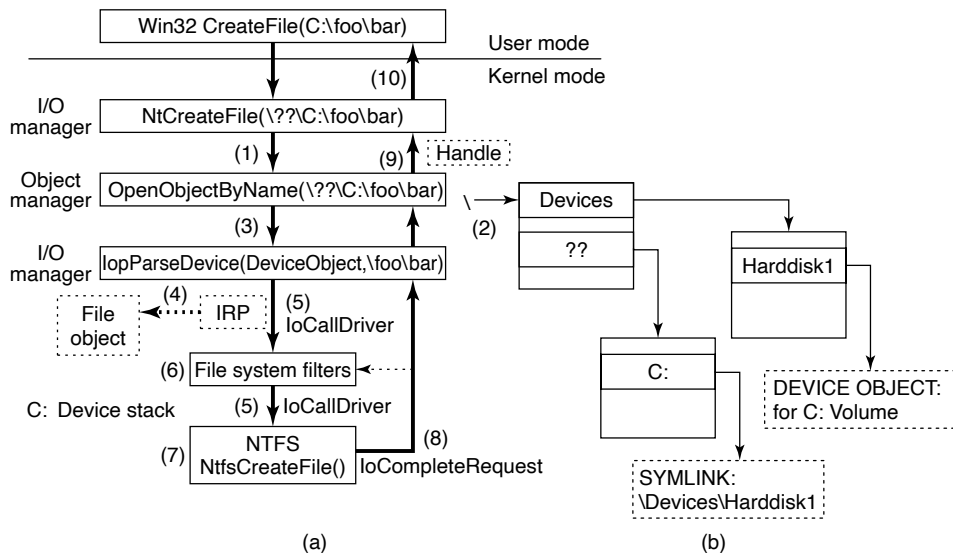 Win32 CreateFile(C:\foo\bar)
User mode
Kernel mode
(10)
I/O
manager
NtCreateFile(\??\C:\foo\bar)
(1)
(9)
Handle
Object
manager
OpenObjectByName(\??\C:\foo\bar)
(3)
I/O
manager
IopParseDevice(DeviceObject,\foo\bar)
(4)
File
object
IRP
(5)
IoCallDriver
(6)
File system filters
C: Device stack
(5)
IoCallDriver
(7)
NTFS
NtfsCreateFile()
(8)
IoCompleteRequest
(a)
\
(2)
Devices
??
Harddisk1
C:
DEVICE OBJECT:
for C: Volume
SYMLINK:
\Devices\Harddisk1
(b)